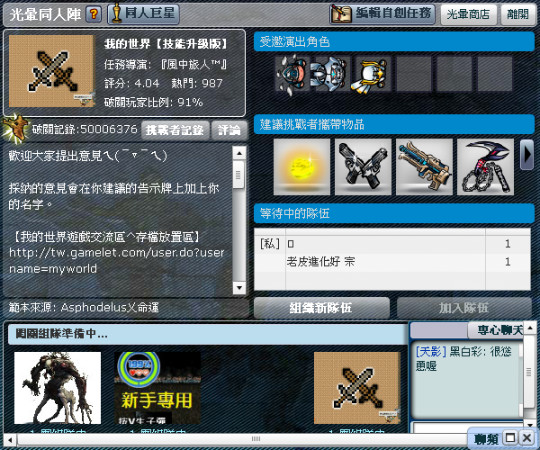 光暈同人陣 ? 同人巨星 編輯自創任務 光暈商店 離開
我的世界【技能升級版】
任務導演: 『風中旅人™』
評分: 4.04 熱門: 987
破關玩家比例: 91%
破關記錄:50006376 挑戰者記錄 評論
歡迎大家提出意見ㄟ(￣▽￣ㄟ)
採納的意見會在你建議的告示牌上加上你
的名字。
【我的世界遊戲交流區^存檔放置區】
http://tw.gamelet.com/user.do?user
name=myworld
範本來源: Asphodelus乂命運
受邀演出角色
建議挑戰者攜帶物品
等待中的隊伍
[私] 1
老皮進化好 宗 1
組織新隊伍 加入隊伍
闖關組隊準備中...
新手專用
專心聊天
[天影] 黑白彩: 很慫
恿喔
聊頻